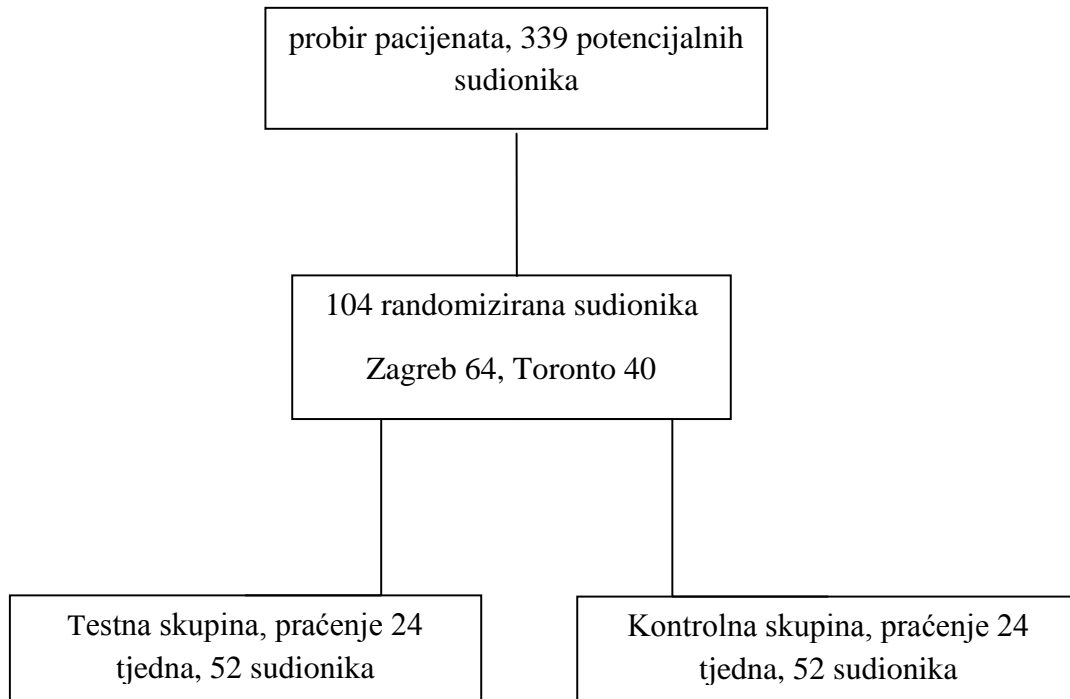 probir pacijenata, 339 potencijalnih
sudionika
104 randomizirana sudionika
Zagreb 64, Toronto 40
Testna skupina, praćenje 24
tjedna, 52 sudionika
Kontrolna skupina, praćenje 24
tjedna, 52 sudionika